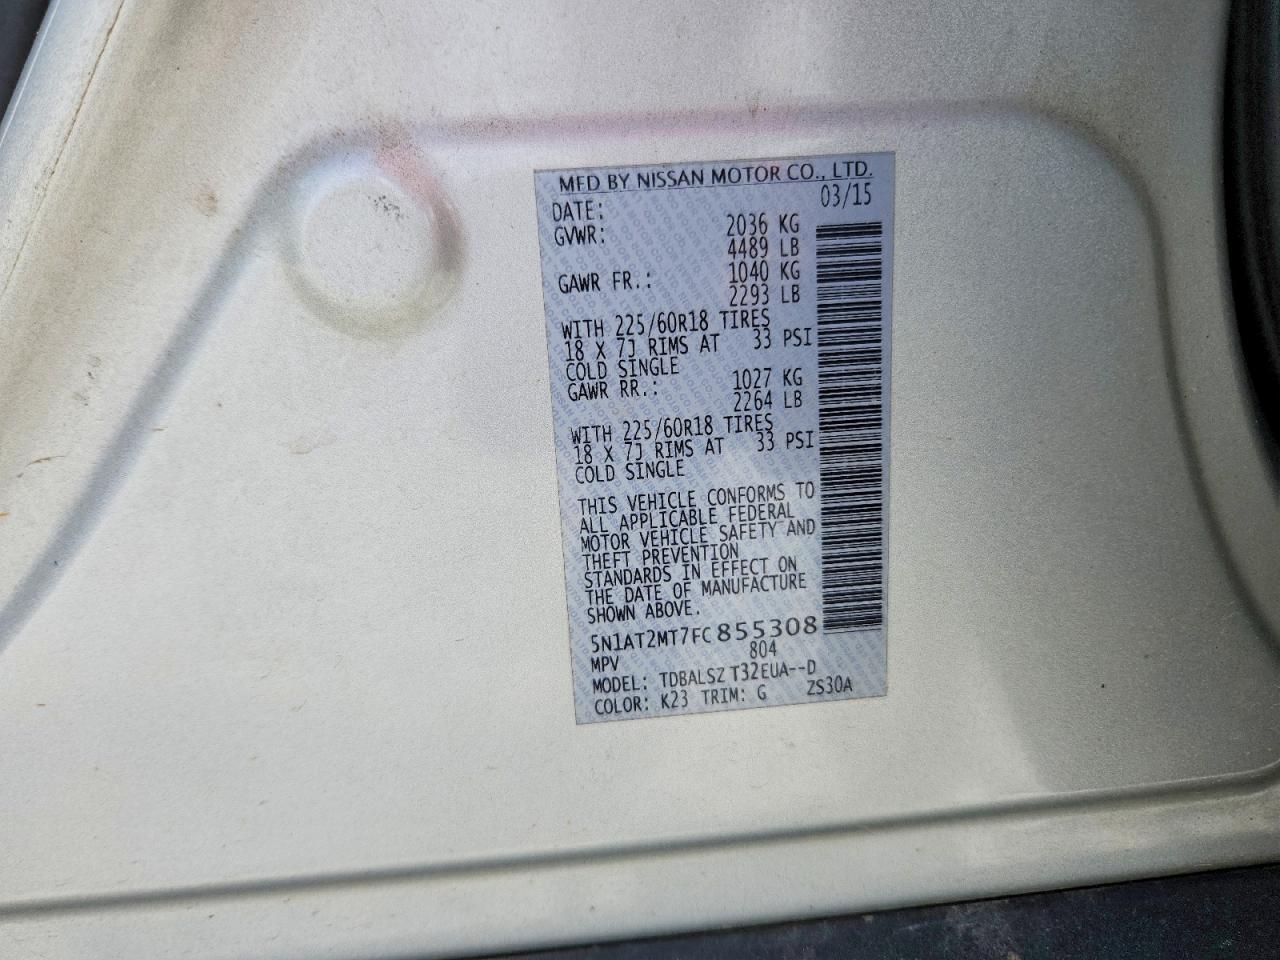 MFD BY NISSAN MOTOR CO., LTD.
DATE: 03/15
GVWR: 2036 KG
4489 LB
GAWR FR.: 1040 KG
2293 LB
WITH 225/60R18 TIRES
18 X 7J RIMS AT 33 PSI
COLD SINGLE
GAWR RR.: 1027 KG
2264 LB
WITH 225/60R18 TIRES
18 X 7J RIMS AT 33 PSI
COLD SINGLE
THIS VEHICLE CONFORMS TO
ALL APPLICABLE FEDERAL
MOTOR VEHICLE SAFETY AND
THEFT PREVENTION
STANDARDS IN EFFECT ON
THE DATE OF MANUFACTURE
SHOWN ABOVE.
5N1AT2MT7FC855308
MPV 804
MODEL: TDBALSZ T32EUA--D
COLOR: K23 TRIM: G ZS30A